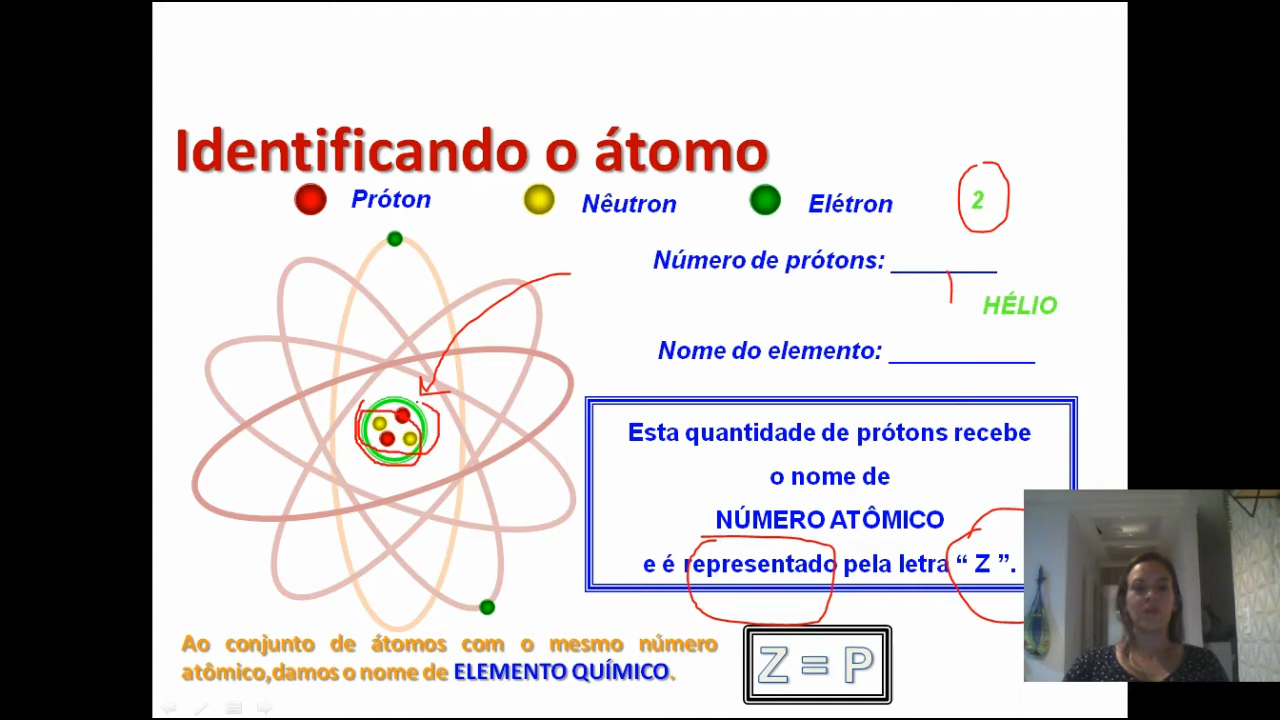 Identificando o átomo
Próton Nêutron Elétron 2
Número de prótons: ________
HÉLIO
Nome do elemento: ___________
Esta quantidade de prótons recebe
o nome de
NÚMERO ATÔMICO
e é representado pela letra “ Z ”.
Ao conjunto de átomos com o mesmo número
atômico,damos o nome de ELEMENTO QUÍMICO.
Z = P